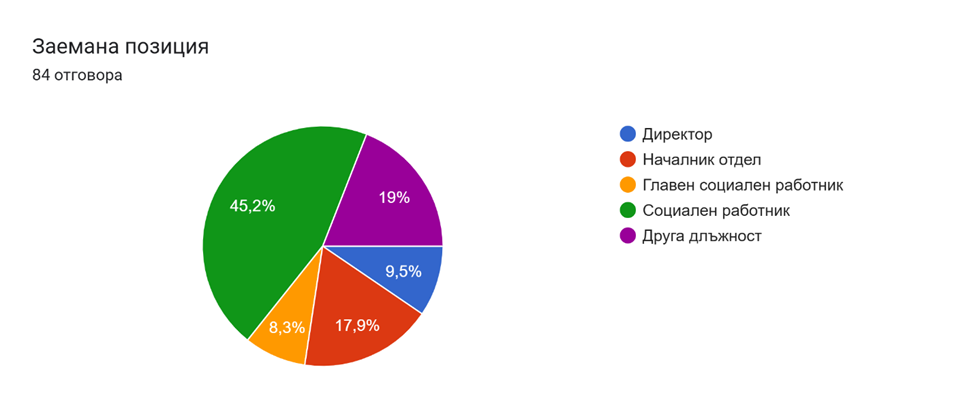 Заемана позиция
84 отговора
45,2%
19%
9,5%
17,9%
8,3%
Директор
Началник отдел
Главен социален работник
Социален работник
Друга длъжност